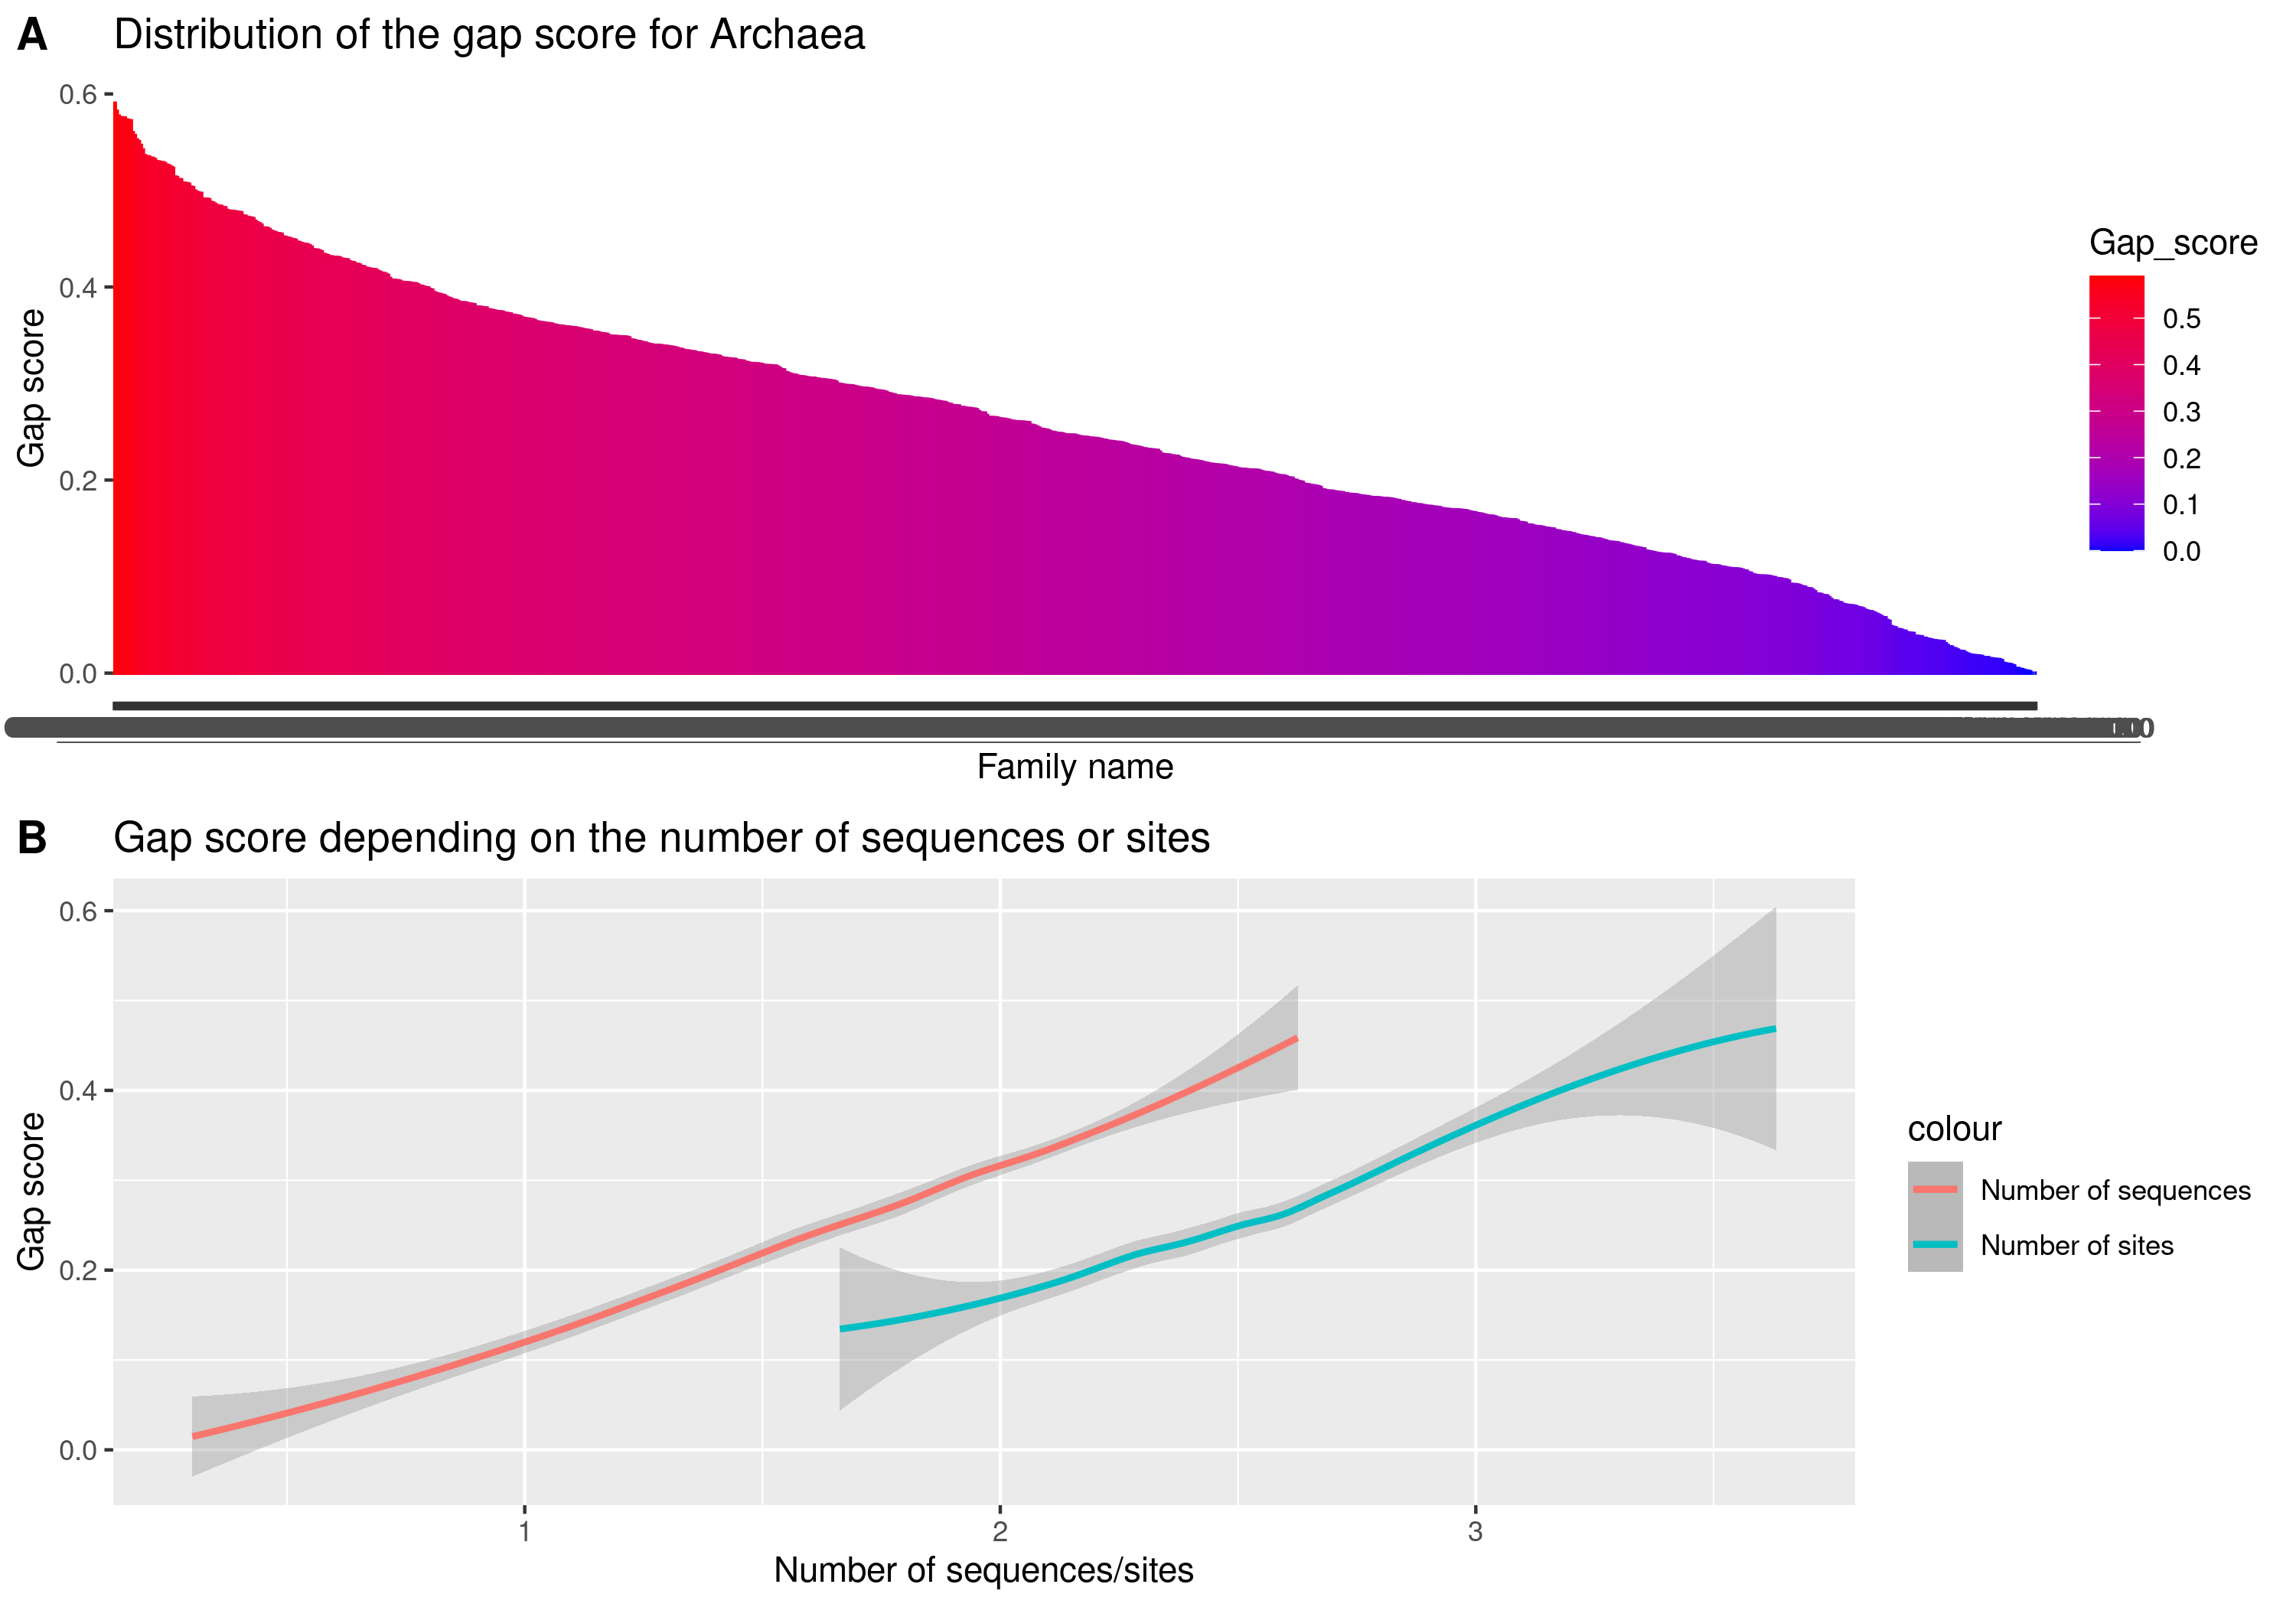 A Distribution of the gap score for Archaea
0.6
0.4
0.2
0.0
Gap score
Family name
Gap_score
0.5
0.4
0.3
0.2
0.1
0.0
B Gap score depending on the number of sequences or sites
0.6
0.4
0.2
0.0
Gap score
1 2 3
Number of sequences/sites
colour
Number of sequences
Number of sites